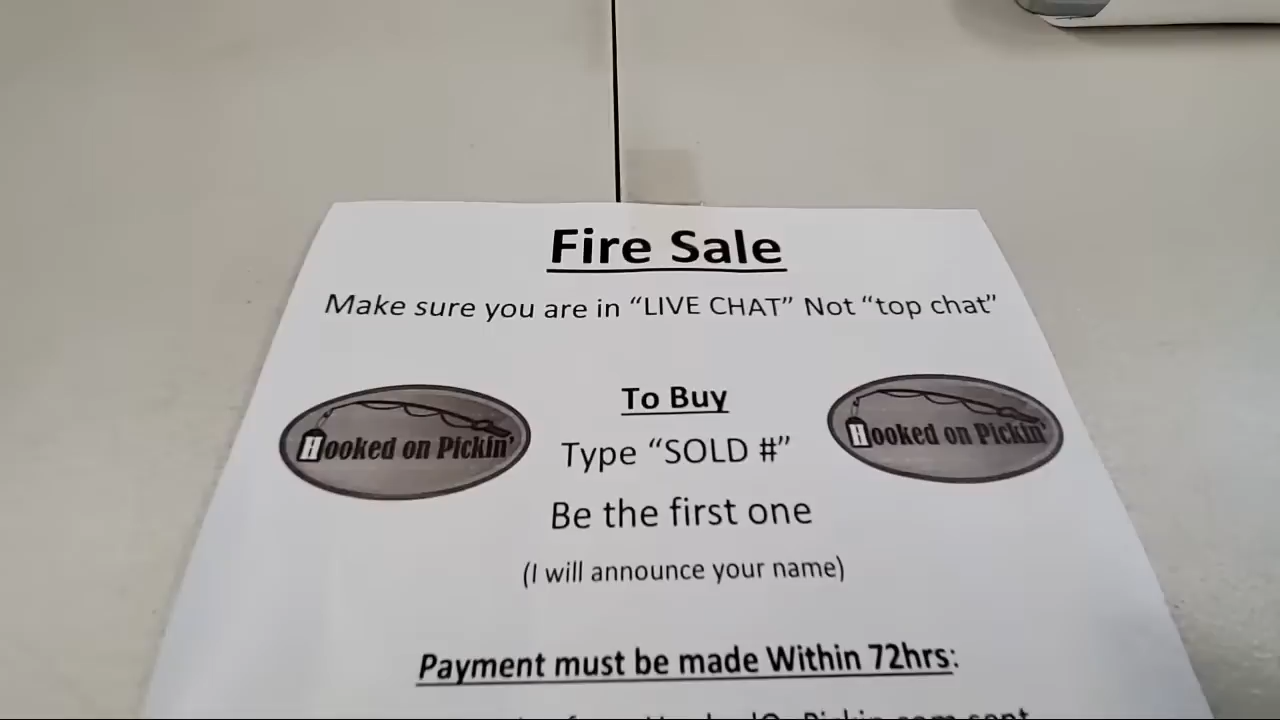 Fire Sale
Make sure you are in “LIVE CHAT” Not “top chat”
To Buy
Hooked on Pickin'
Type “SOLD #”
Hooked on Pickin'
Be the first one
(I will announce your name)
Payment must be made Within 72hrs: